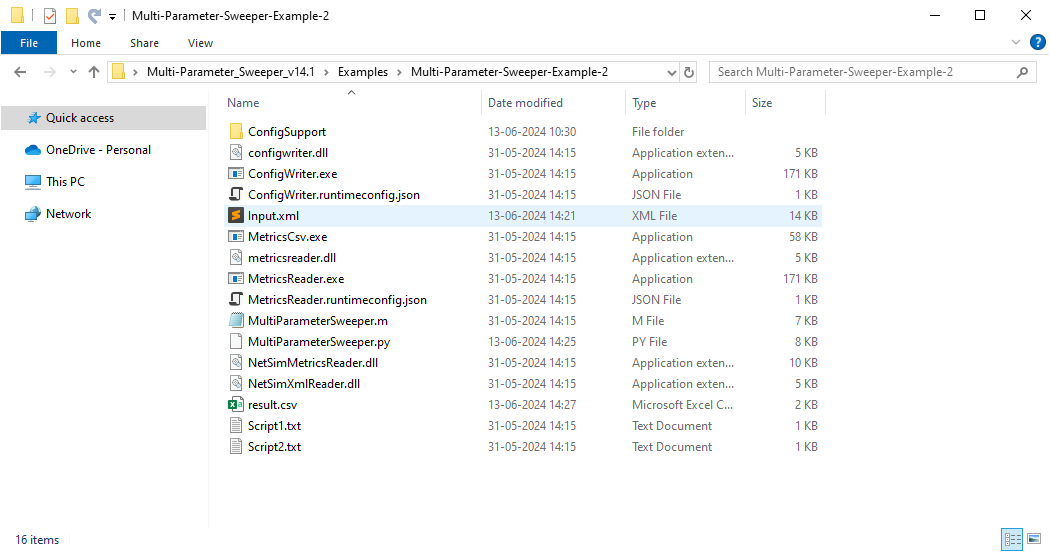 Multi-Parameter-Sweeper-Example-2
File Home Share View
Multi-Parameter_Sweeper_v14.1 Examples Multi-Parameter-Sweeper-Example-2 Search Multi-Parameter-Sweeper-Example-2
Quick access
OneDrive - Personal
This PC
Network
Name Date modified Type Size
ConfigSupport 13-06-2024 10:30 File folder
configwriter.dll 31-05-2024 14:15 Application exten... 5 KB
ConfigWriter.exe 31-05-2024 14:15 Application 171 KB
ConfigWriter.runtimeconfig.json 31-05-2024 14:15 JSON File 1 KB
Input.xml 13-06-2024 14:21 XML File 14 KB
MetricsCsv.exe 31-05-2024 14:15 Application 58 KB
metricsreader.dll 31-05-2024 14:15 Application exten... 5 KB
MetricsReader.exe 31-05-2024 14:15 Application 171 KB
MetricsReader.runtimeconfig.json 31-05-2024 14:15 JSON File 1 KB
MultiParameterSweeper.m 31-05-2024 14:15 M File 7 KB
MultiParameterSweeper.py 13-06-2024 14:25 PY File 8 KB
NetSimMetricsReader.dll 31-05-2024 14:15 Application exten... 10 KB
NetSimXmlReader.dll 31-05-2024 14:15 Application exten... 5 KB
result.csv 13-06-2024 14:27 Microsoft Excel C... 2 KB
Script1.txt 31-05-2024 14:15 Text Document 1 KB
Script2.txt 31-05-2024 14:15 Text Document 1 KB
16 items